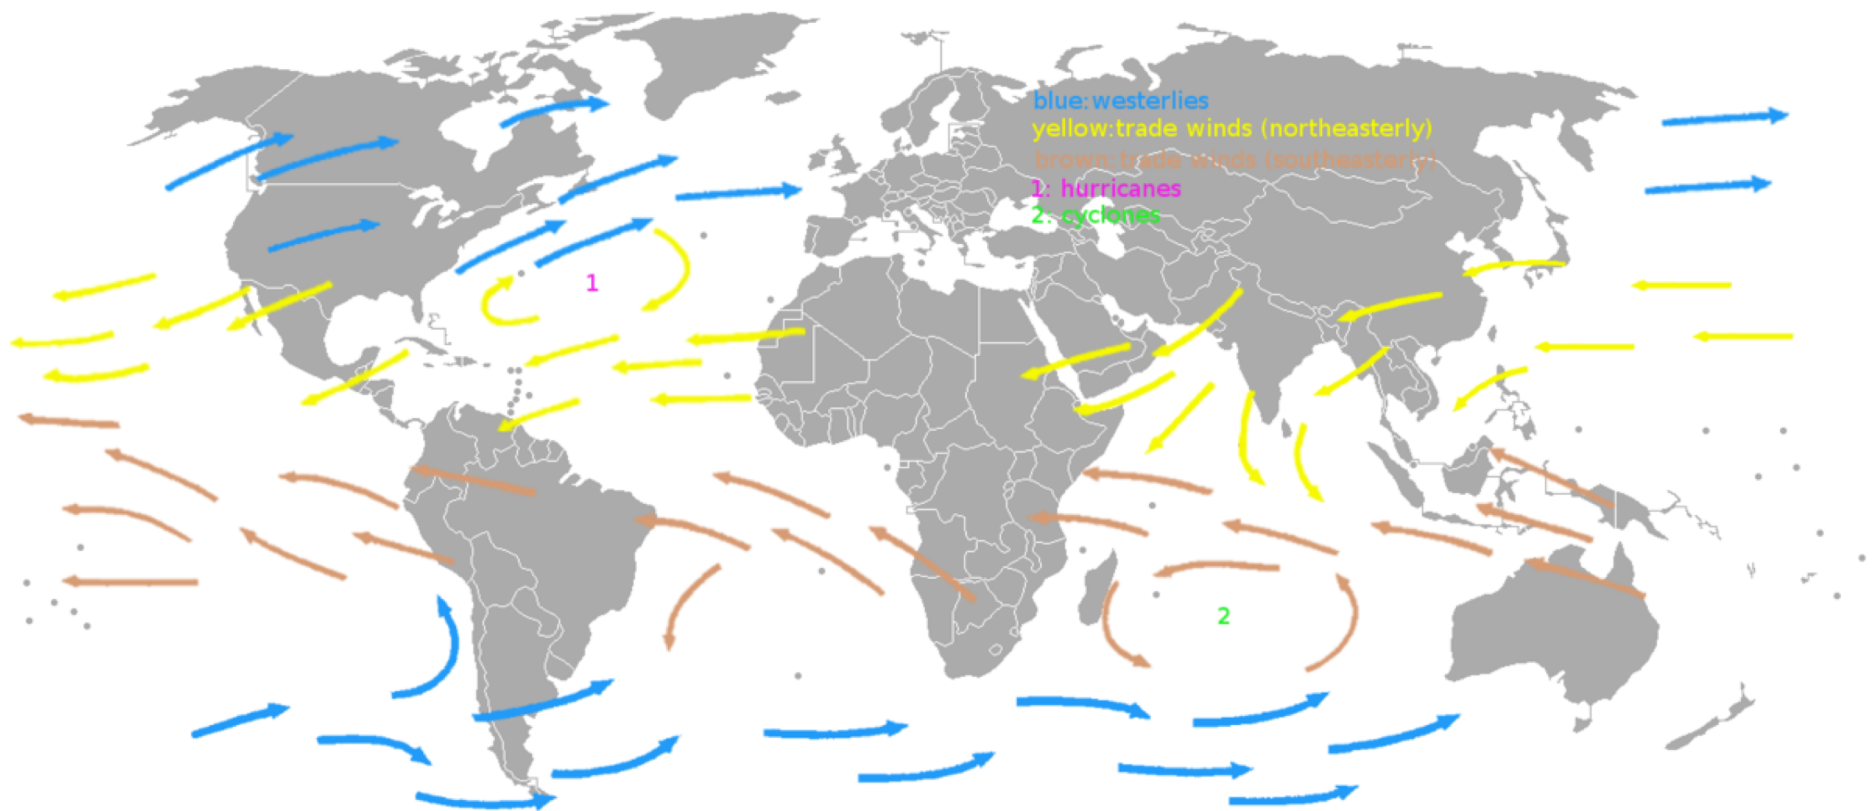 blue: westerlies
yellow:trade winds (northeasterly)
brown: trade winds (southeasterly)
1: hurricanes
2: cyclones
1
2